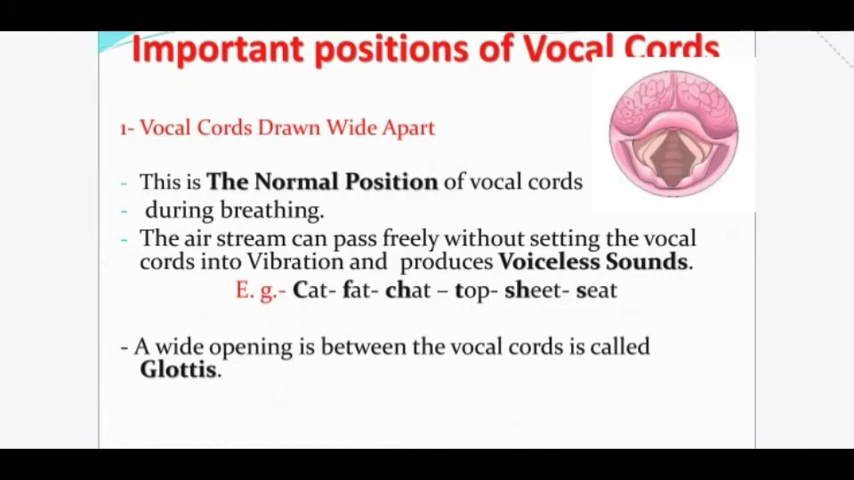 Important positions of Vocal Cords
1- Vocal Cords Drawn Wide Apart
- This is The Normal Position of vocal cords
- during breathing.
- The air stream can pass freely without setting the vocal
cords into Vibration and produces Voiceless Sounds.
E. g.- Cat- fat- chat – top- sheet- seat
- A wide opening is between the vocal cords is called
Glottis.